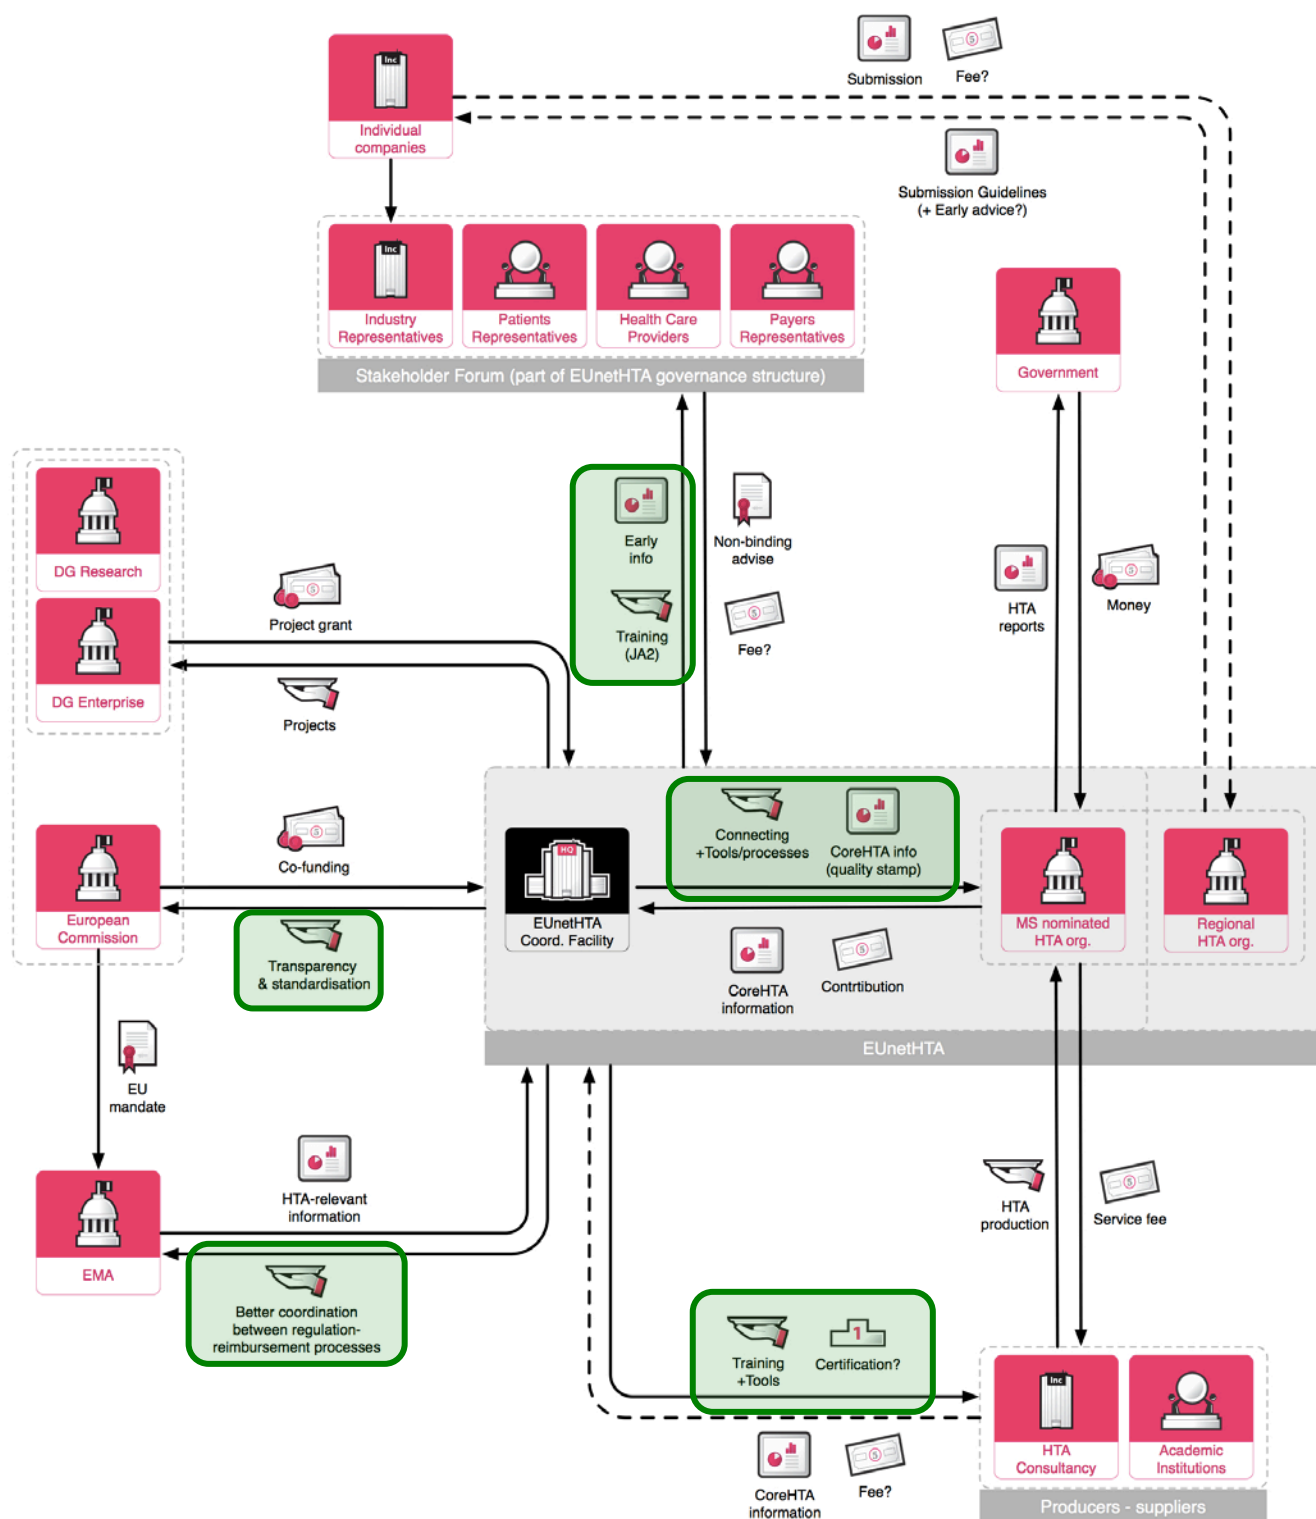 Submission
Fee?
Inc
Individual
companies
Submission Guidelines
(+ Early advice?)
Inc
Industry
Representatives
Patients
Representatives
Health Care
Providers
Payers
Representatives
Stakeholder Forum (part of EUnetHTA governance structure)
Government
DG Research
DG Enterprise
Project grant
Projects
Early
info
Non-binding
advise
Training
(JA2)
Fee?
HTA
reports
Money
Connecting
+Tools/processes
CoreHTA info
(quality stamp)
Co-funding
European
Commission
HQ
EUnetHTA
Coord. Facility
MS nominated
HTA org.
Regional
HTA org.
Transparency
& standardisation
CoreHTA
information
Contrtibution
EUnetHTA
EU
mandate
HTA-relevant
information
EMA
Better coordination
between regulation-
reimbursement processes
HTA
production
Service fee
Training
+Tools
1
Certification?
Inc
HTA
Consultancy
Academic
Institutions
CoreHTA
information
Fee?
Producers - suppliers